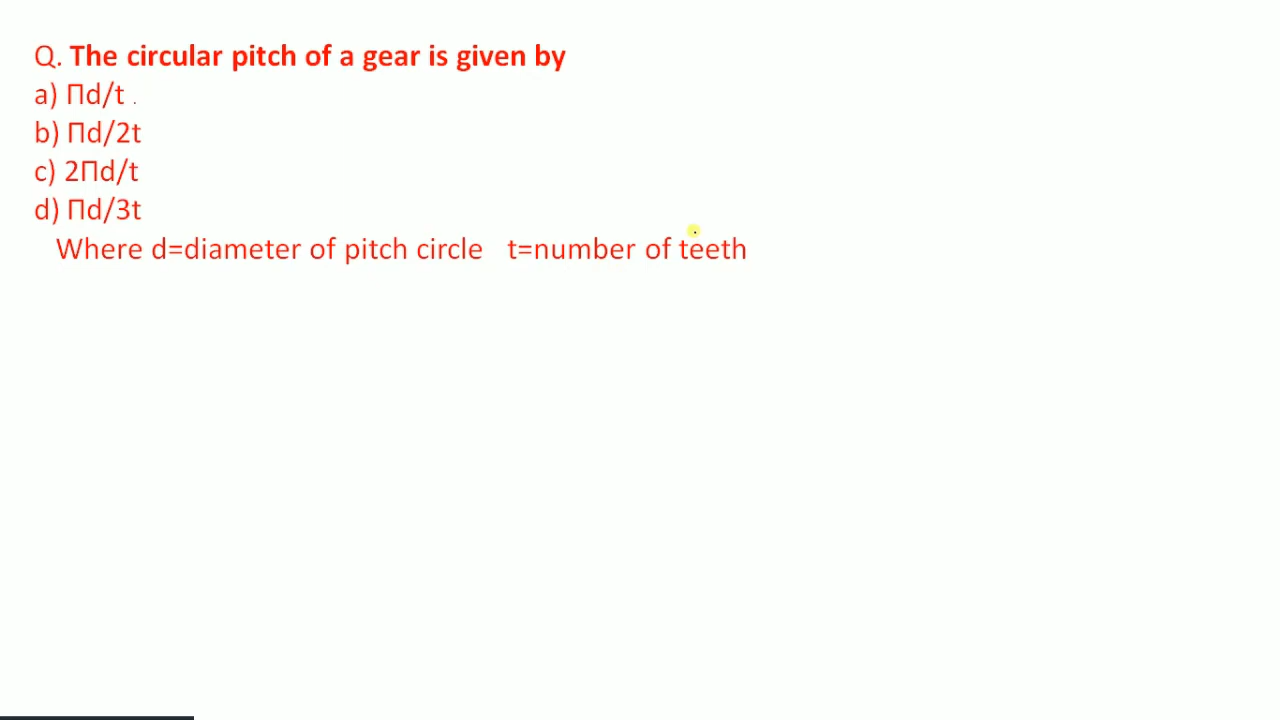 Q. The circular pitch of a gear is given by
a) Πd/t .
b) Πd/2t
c) 2Πd/t
d) Πd/3t
Where d=diameter of pitch circle t=number of teeth